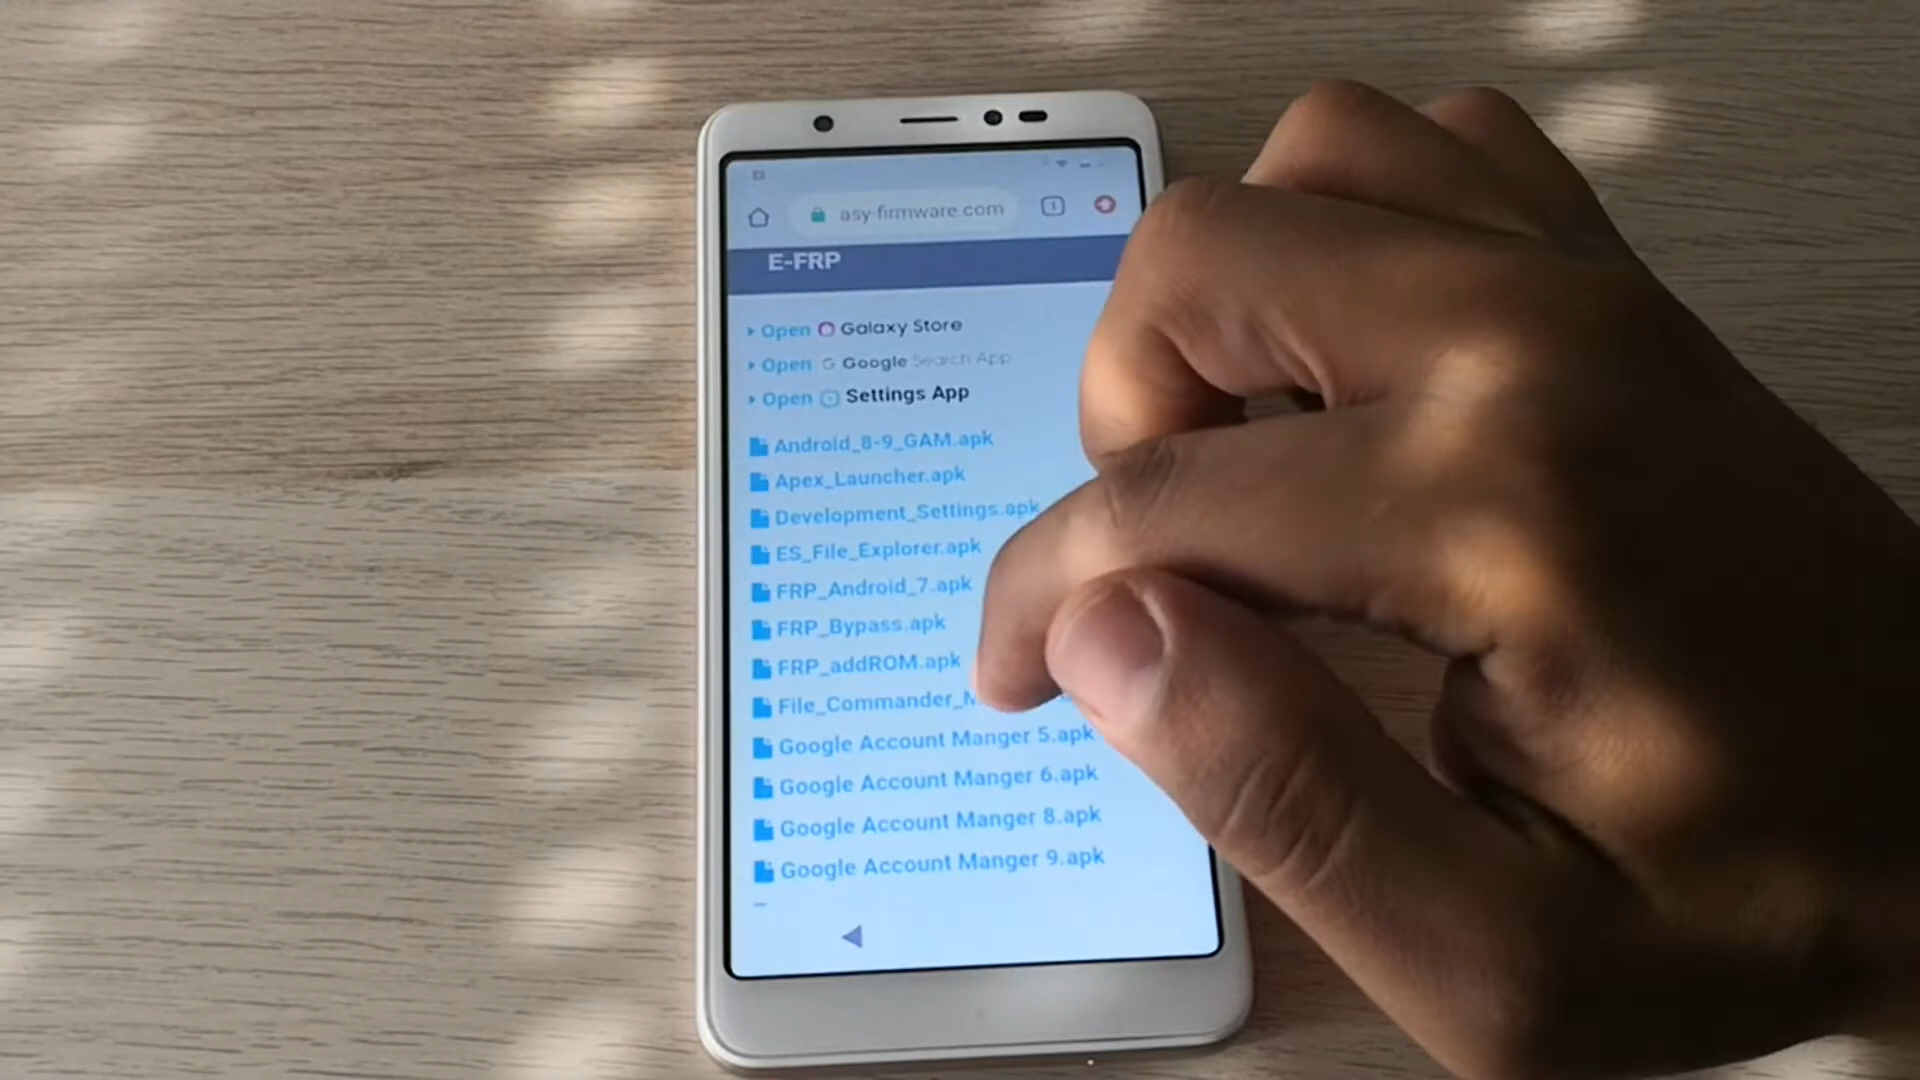 asy-firmware.com
1
E-FRP
Open Galaxy Store
Open G Google Search App
Open Settings App
Android_8-9_GAM.apk
Apex_Launcher.apk
Development_Settings.apk
ES_File_Explorer.apk
FRP_Android_7.apk
FRP_Bypass.apk
FRP_addROM.apk
File_Commander_
Google Account Manger 5.apk
Google Account Manger 6.apk
Google Account Manger 8.apk
Google Account Manger 9.apk